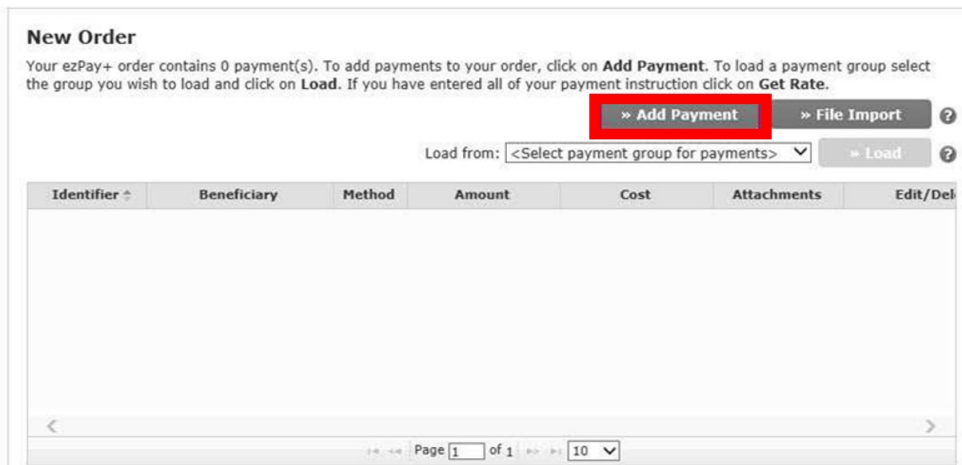 New Order
Your ezPay+ order contains 0 payment(s). To add payments to your order, click on Add Payment. To load a payment group select
the group you wish to load and click on Load. If you have entered all of your payment instruction click on Get Rate.
» Add Payment » File Import ?
Load from: <Select payment group for payments> » Load ?
Identifier Beneficiary Method Amount Cost Attachments Edit/Del
Page 1 of 1 10